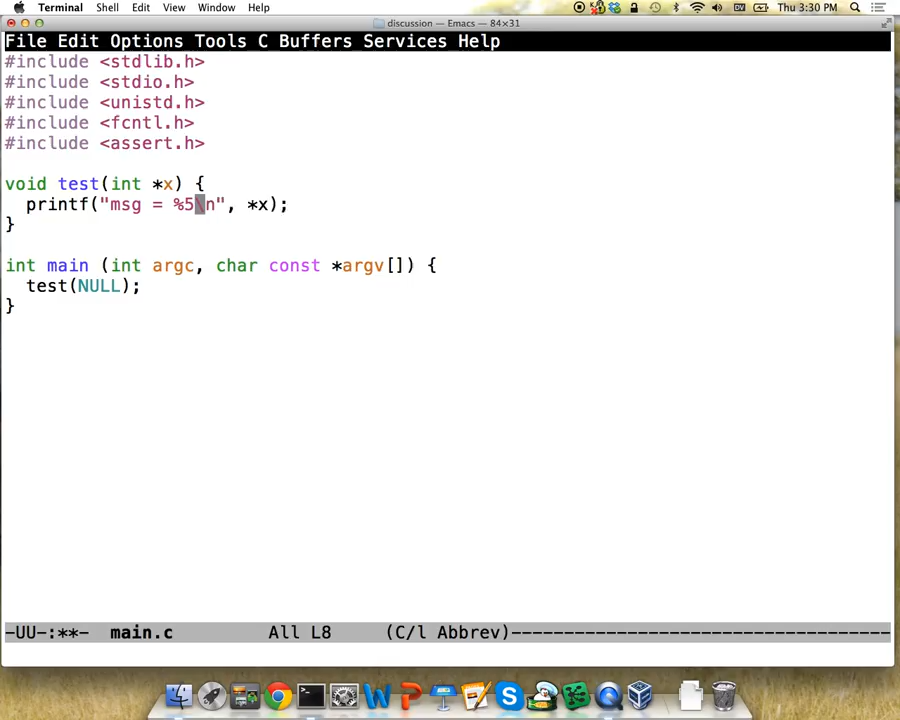 Terminal Shell Edit View Window Help Thu 3:30 PM
discussion — Emacs — 84×31
File Edit Options Tools C Buffers Services Help
#include <stdlib.h>
#include <stdio.h>
#include <unistd.h>
#include <fcntl.h>
#include <assert.h>
void test(int *x) {
printf("msg = %5\n", *x);
}
int main (int argc, char const *argv[]) {
test(NULL);
}
-UU-:**- main.c All L8 (C/l Abbrev)----------------------------------------